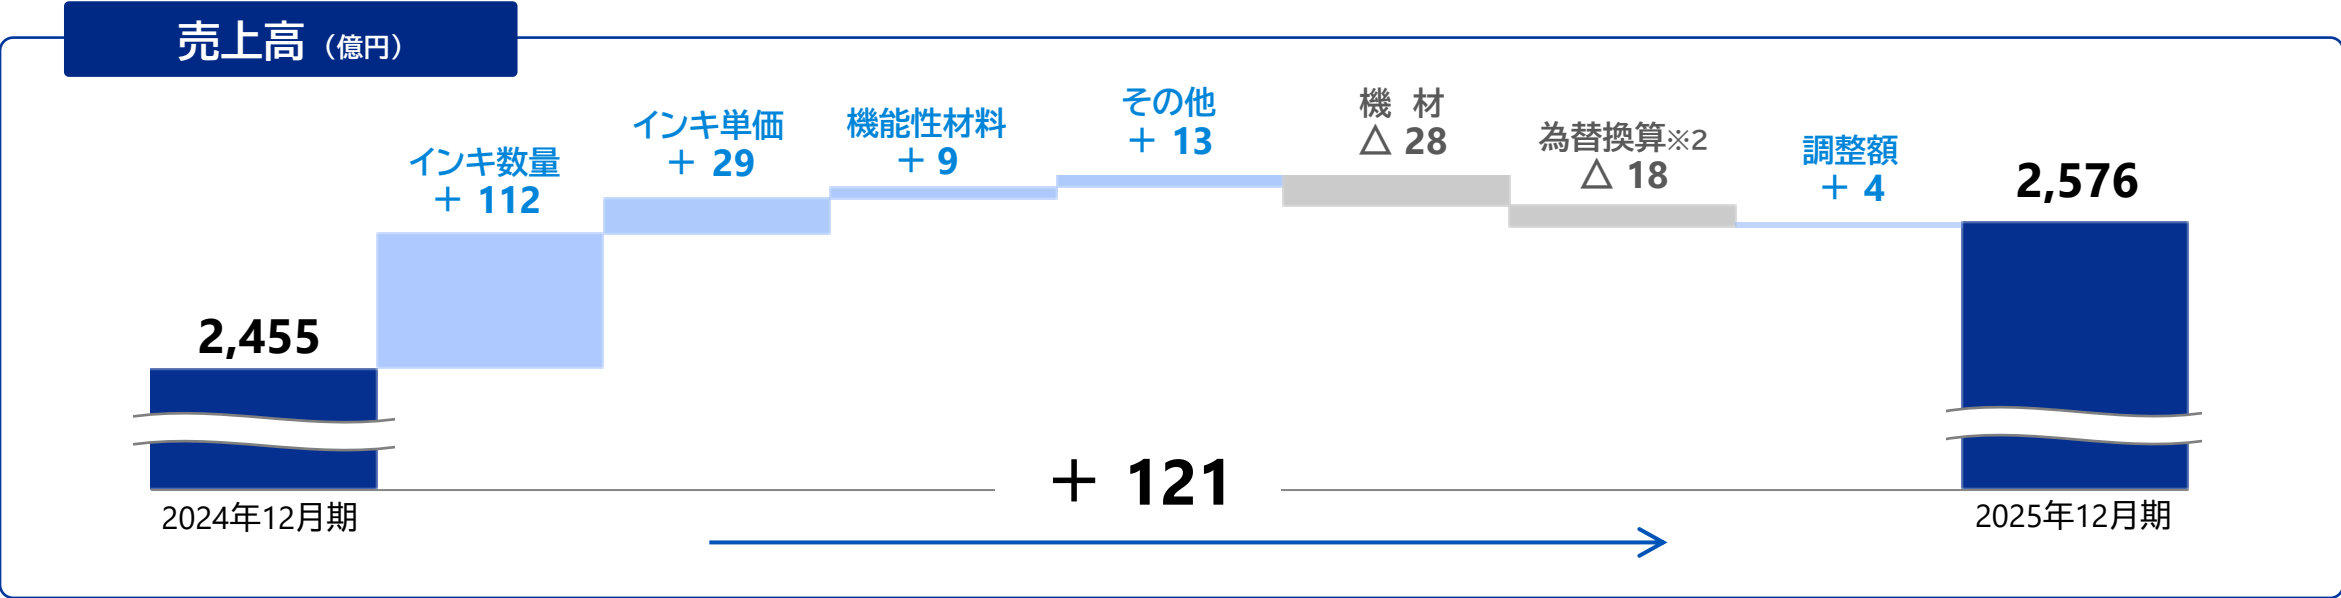 売上高（億円）
インキ数量
＋ 112
インキ単価
＋ 29
機能性材料
＋ 9
その他
＋ 13
機 材
△ 28
為替換算※2
△ 18
調整額
＋ 4
2,455
2,576
＋ 121
2024年12月期
2025年12月期